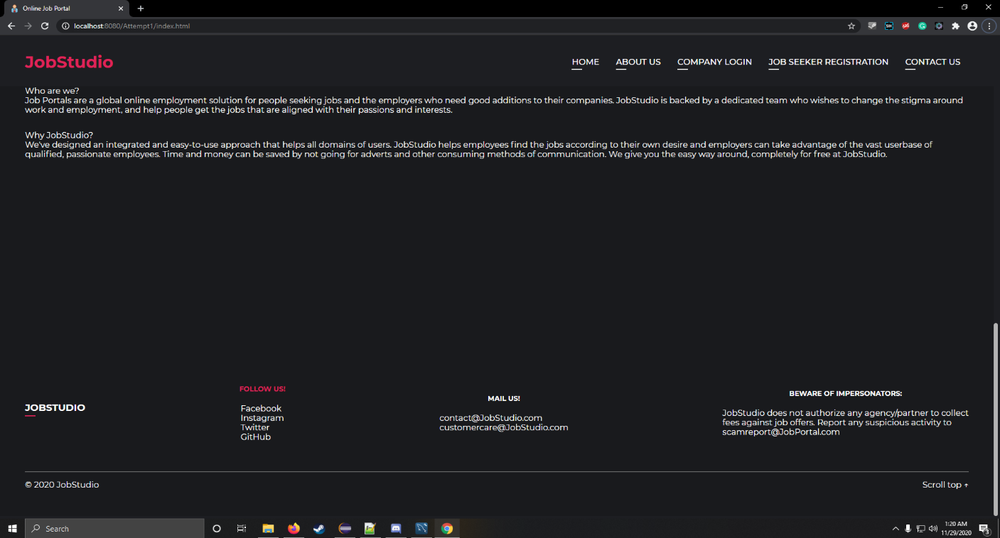 Online Job Portal
localhost:8080/Attempt1/index.html
JobStudio
HOME ABOUT US COMPANY LOGIN JOB SEEKER REGISTRATION CONTACT US
Who are we?
Job Portals are a global online employment solution for people seeking jobs and the employers who need good additions to their companies. JobStudio is backed by a dedicated team who wishes to change the stigma around
work and employment, and help people get the jobs that are aligned with their passions and interests.
Why JobStudio?
We've designed an integrated and easy-to-use approach that helps all domains of users. JobStudio helps employees find the jobs according to their own desire and employers can take advantage of the vast userbase of
qualified, passionate employees. Time and money can be saved by not going for adverts and other consuming methods of communication. We give you the easy way around, completely for free at JobStudio.
JOBSTUDIO
FOLLOW US!
Facebook
Instagram
Twitter
GitHub
MAIL US!
contact@JobStudio.com
customercare@JobStudio.com
BEWARE OF IMPERSONATORS:
JobStudio does not authorize any agency/partner to collect
fees against job offers. Report any suspicious activity to
scamreport@JobPortal.com
© 2020 JobStudio
Scroll top ↑
Search
1:20 AM
11/29/2020
3